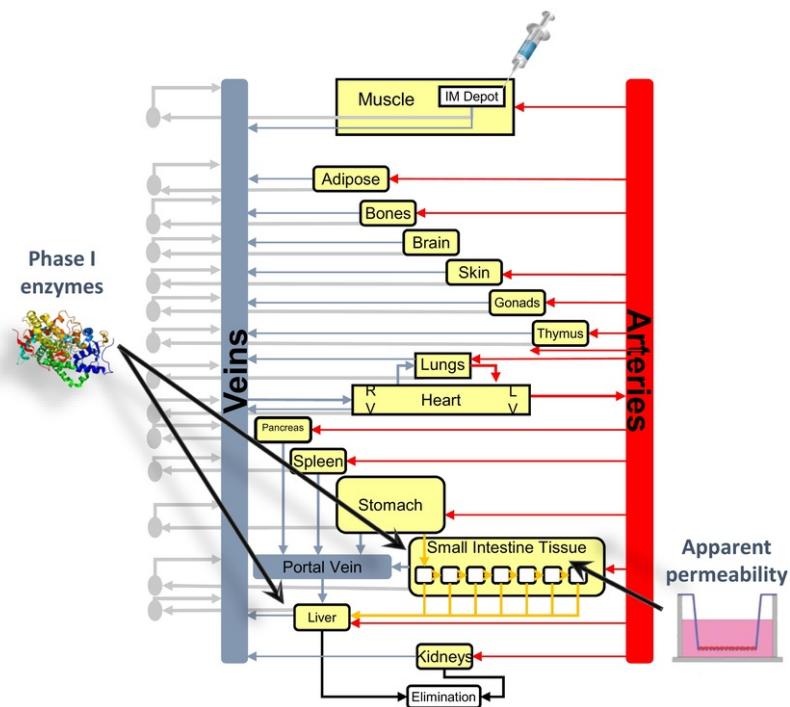 Muscle
IM Depot
Adipose
Bones
Brain
Phase I
enzymes
Skin
Gonads
Thymus
Veins
Arteries
Lungs
R
V
Heart
L
V
Pancreas
Spleen
Stomach
Small Intestine Tissue
Portal Vein
Apparent
permeability
Liver
Kidneys
Elimination